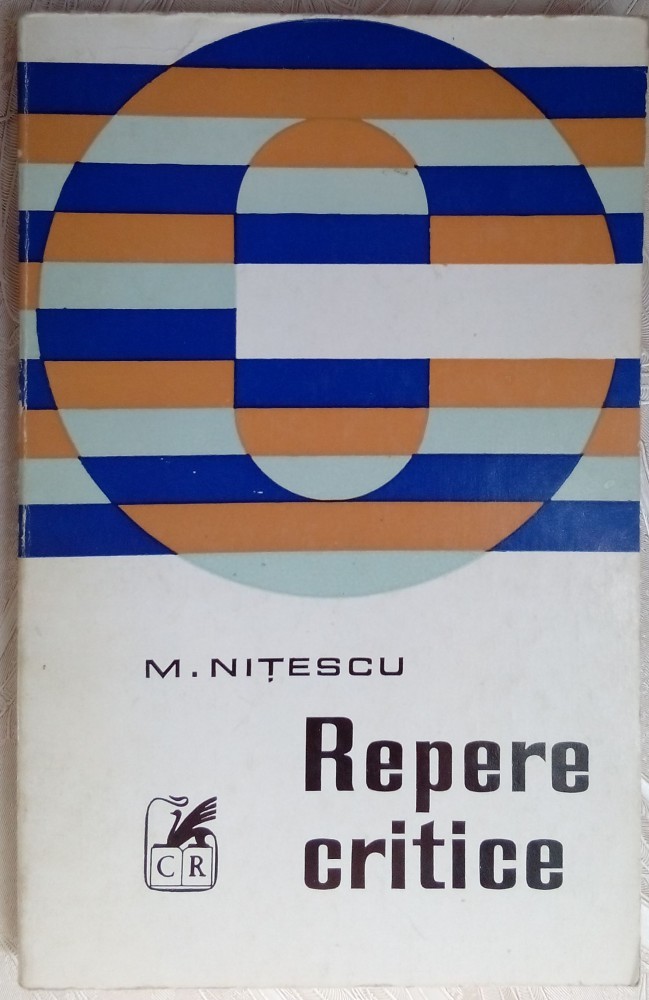 M. NIȚESCU
Repere
critice
CR